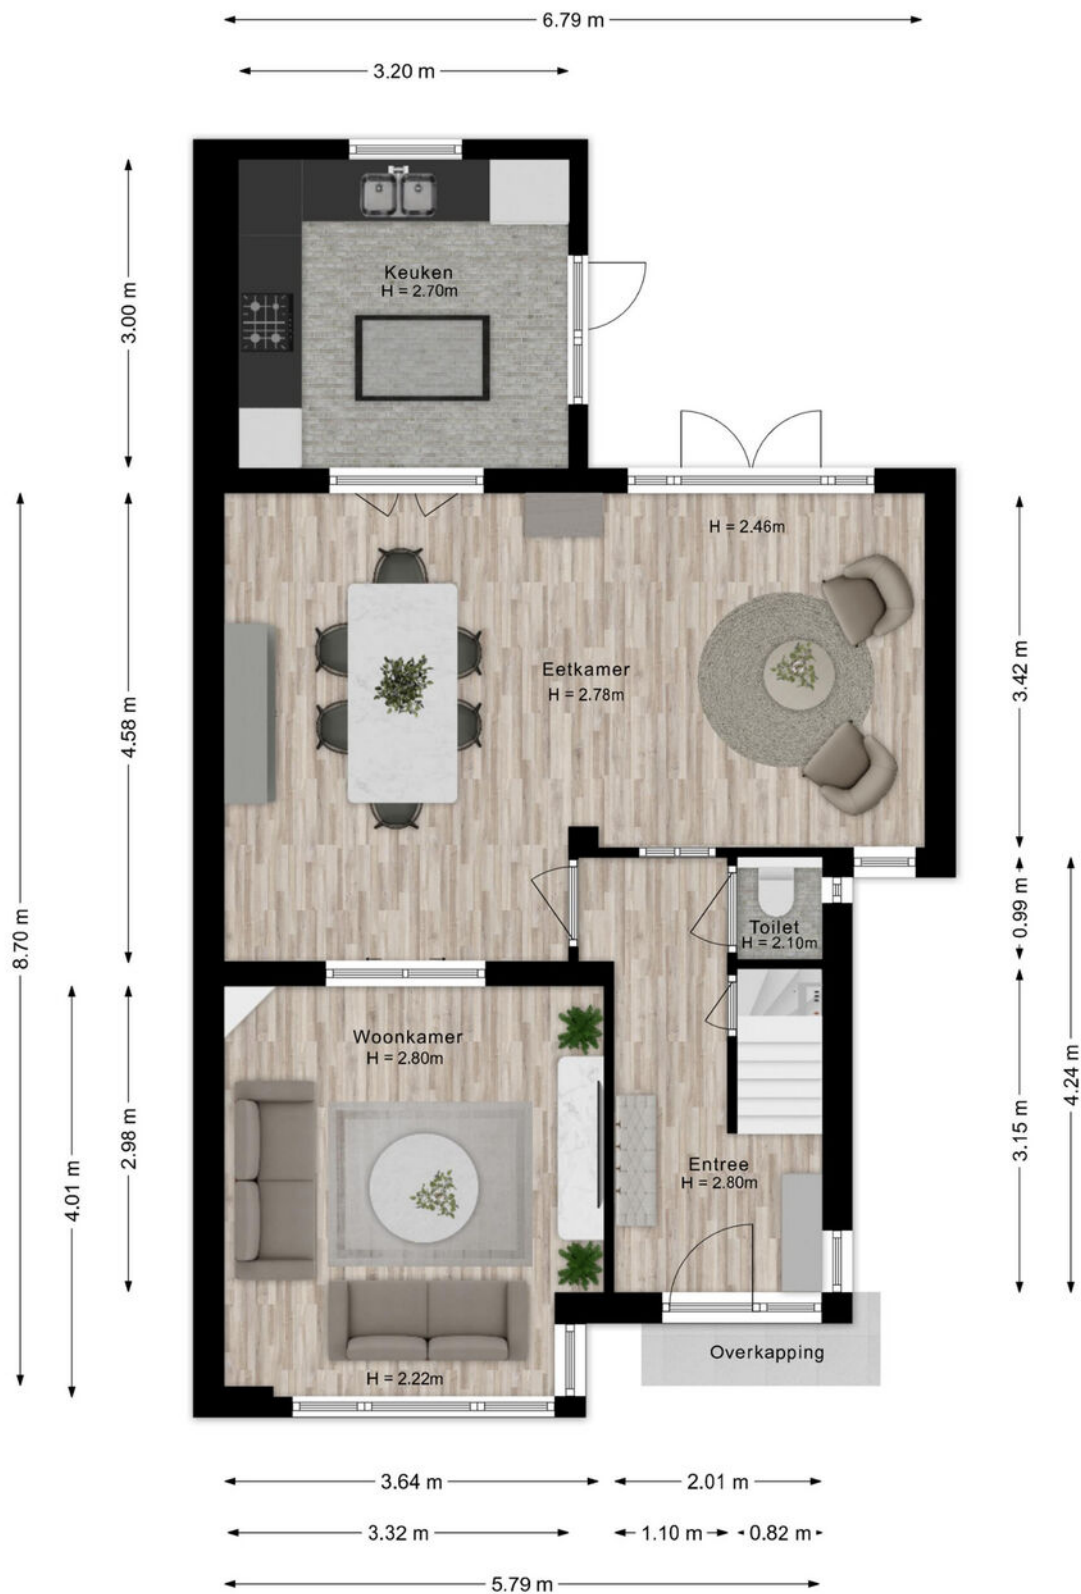 6.79 m
3.20 m
3.00 m
Keuken
H = 2.70m
8.70 m
4.58 m
H = 2.46m
Eetkamer
H = 2.78m
3.42 m
0.99 m
Toilet
H = 2.10m
4.24 m
4.01 m
2.98 m
Woonkamer
H = 2.80m
3.15 m
Entree
H = 2.80m
Overkapping
H = 2.22m
3.64 m
2.01 m
3.32 m
1.10 m
0.82 m
5.79 m